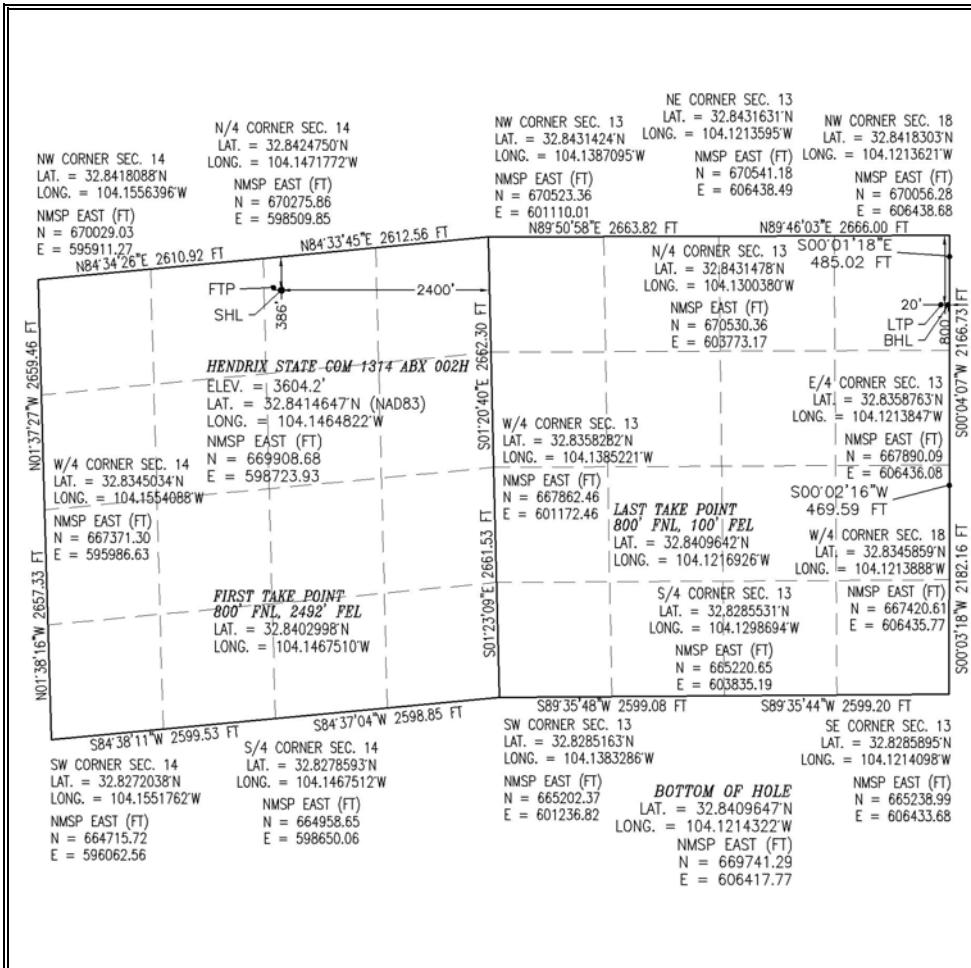 NW CORNER SEC. 14
LAT. = 32.8418088'N
LONG. = 104.1556396'W
NMSP EAST (FT)
N = 670029.03
E = 595911.27
N/4 CORNER SEC. 14
LAT. = 32.8424750'N
LONG. = 104.1471772'W
NMSP EAST (FT)
N = 670275.86
E = 598509.85
NW CORNER SEC. 13
LAT. = 32.8431424'N
LONG. = 104.1387095'W
NMSP EAST (FT)
N = 670523.36
E = 601110.01
NE CORNER SEC. 13
LAT. = 32.8431631'N
LONG. = 104.1213595'W
NMSP EAST (FT)
N = 670541.18
E = 606438.49
NW CORNER SEC. 18
LAT. = 32.8418303'N
LONG. = 104.1213621'W
NMSP EAST (FT)
N = 670056.28
E = 606438.68
N84°34'26"E 2610.92 FT
N84°33'45"E 2612.56 FT
N89°50'58"E 2663.82 FT
N89°46'03"E 2666.00 FT
S00°01'18"E
485.02 FT
N/4 CORNER SEC. 13
LAT. = 32.8431478'N
LONG. = 104.1300380'W
NMSP EAST (FT)
N = 670530.36
E = 603773.17
FTP
SHL
386'
2400'
20'
LTP
BHL
800'
N01°37'27"W 2659.46 FT
S01°20'40"E 2662.30 FT
S00°04'07"W 2166.73 FT
HENDRIX STATE COM 1314 ABX 002H
ELEV. = 3604.2'
LAT. = 32.8414647'N (NAD83)
LONG. = 104.1464822'W
NMSP EAST (FT)
N = 669908.68
E = 598723.93
E/4 CORNER SEC. 13
LAT. = 32.8358763'N
LONG. = 104.1213847'W
NMSP EAST (FT)
N = 667890.09
E = 606436.08
W/4 CORNER SEC. 14
LAT. = 32.8345034'N
LONG. = 104.1554088'W
NMSP EAST (FT)
N = 667371.30
E = 595986.63
W/4 CORNER SEC. 13
LAT. = 32.8358282'N
LONG. = 104.1385221'W
NMSP EAST (FT)
N = 667862.46
E = 601172.46
S00°02'16"W
469.59 FT
LAST TAKE POINT
800' FNL, 100' FEL
LAT. = 32.8409642'N
LONG. = 104.1216926'W
W/4 CORNER SEC. 18
LAT. = 32.8345859'N
LONG. = 104.1213888'W
NMSP EAST (FT)
N = 667420.61
E = 606435.77
FIRST TAKE POINT
800' FNL, 2492' FEL
LAT. = 32.8402998'N
LONG. = 104.1467510'W
S/4 CORNER SEC. 13
LAT. = 32.8285531'N
LONG. = 104.1298694'W
NMSP EAST (FT)
N = 665220.65
E = 603835.19
N01°38'16"W 2657.33 FT
S01°23'09"E 2661.53 FT
S00°03'18"W 2182.16 FT
S84°38'11"W 2599.53 FT
S84°37'04"W 2598.85 FT
S89°35'48"W 2599.08 FT
S89°35'44"W 2599.20 FT
SW CORNER SEC. 14
LAT. = 32.8272038'N
LONG. = 104.1551762'W
NMSP EAST (FT)
N = 664715.72
E = 596062.56
S/4 CORNER SEC. 14
LAT. = 32.8278593'N
LONG. = 104.1467512'W
NMSP EAST (FT)
N = 664958.65
E = 598650.06
SW CORNER SEC. 13
LAT. = 32.8285163'N
LONG. = 104.1383286'W
NMSP EAST (FT)
N = 665202.37
E = 601236.82
BOTTOM OF HOLE
LAT. = 32.8409647'N
LONG. = 104.1214322'W
NMSP EAST (FT)
N = 669741.29
E = 606417.77
SE CORNER SEC. 13
LAT. = 32.8285895'N
LONG. = 104.1214098'W
NMSP EAST (FT)
N = 665238.99
E = 606433.68